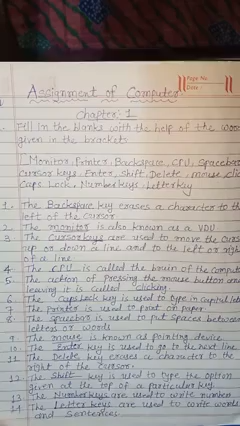 Page No.
Date
Assignment of Computer
Chapter: 1
Fill In the blanks with the help of the
given in the brackets
Monitor, Printer, Backspace, CPU, Spacebar
Cursor keys, Enter, Shift, Delete, mouse
Caps Lock, Number keys, Letter key
1. The Backspace key erases a character to the
left of the cursor
2. The monitor is also known as a VDU
3. The Cursor keys are used to move the
up or down a line and to the left or
of a line
4. The CPU is called the brain of the
5. The action of pressing the mouse button
leaving it is called clicking.
6. The Caps Lock key is used to type in Capital
7. The Printer is used to print on paper
8. The spacebar is used to put spaces between
letters or words
9. The mouse is known as pointing device
10. The Enter key is used to go to the next line
11. The Delete key erases a character to the
right of the cursor.
12. The Shift key is used to type the option
given at the top of a particular key
13. The Number keys are used to write number
14. The Letter keys are used to write words
and Sentences